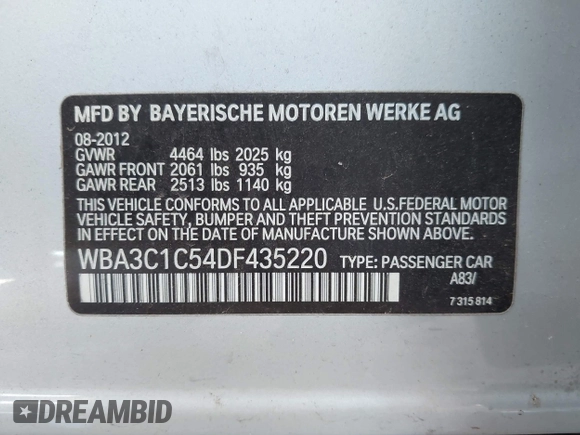 MFD BY BAYERISCHE MOTOREN WERKE AG
08-2012
GVWR 4464 lbs 2025 kg
GAWR FRONT 2061 lbs 935 kg
GAWR REAR 2513 lbs 1140 kg
THIS VEHICLE CONFORMS TO ALL APPLICABLE U.S.FEDERAL MOTOR
VEHICLE SAFETY, BUMPER AND THEFT PREVENTION STANDARDS
IN EFFECT ON THE DATE OF MANUFACTURE SHOWN ABOVE.
WBA3C1C54DF435220 TYPE: PASSENGER CAR
A83/
7 315 814
DREAMBID